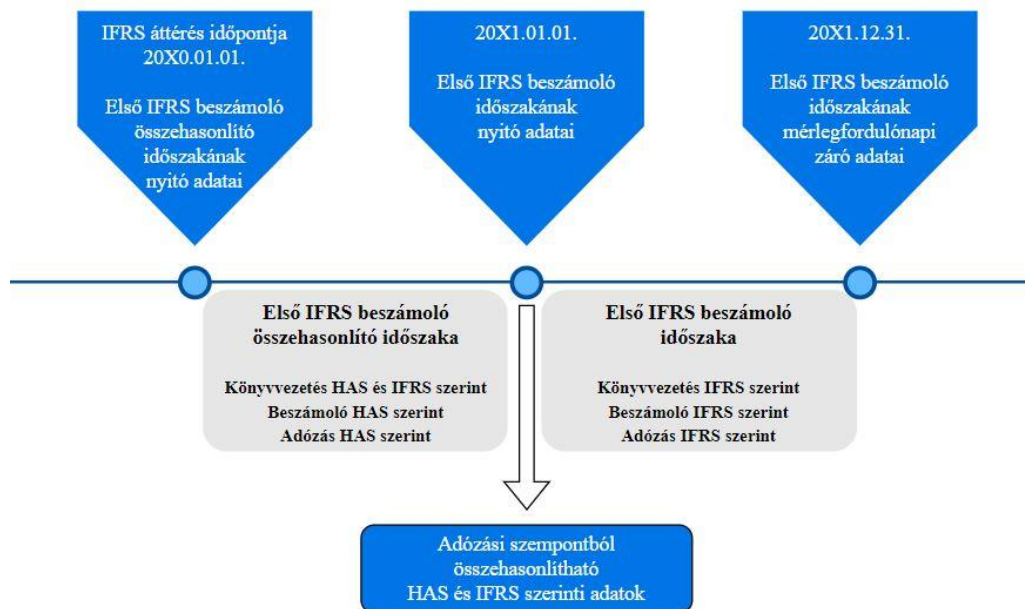 IFRS áttérés időpontja
20X0.01.01.
Első IFRS beszámoló
összehasonlító
időszakának
nyitó adatai
20X1.01.01.
Első IFRS beszámoló
időszakának
nyitó adatai
20X1.12.31.
Első IFRS beszámoló
időszakának
mérlegfordulónapi
záró adatai
Első IFRS beszámoló
összehasonlító időszaka
Könyvvezetés HAS és IFRS szerint
Beszámoló HAS szerint
Adózás HAS szerint
Első IFRS beszámoló
időszaka
Könyvvezetés IFRS szerint
Beszámoló IFRS szerint
Adózás IFRS szerint
Adózási szempontból
összehasonlítható
HAS és IFRS szerinti adatok